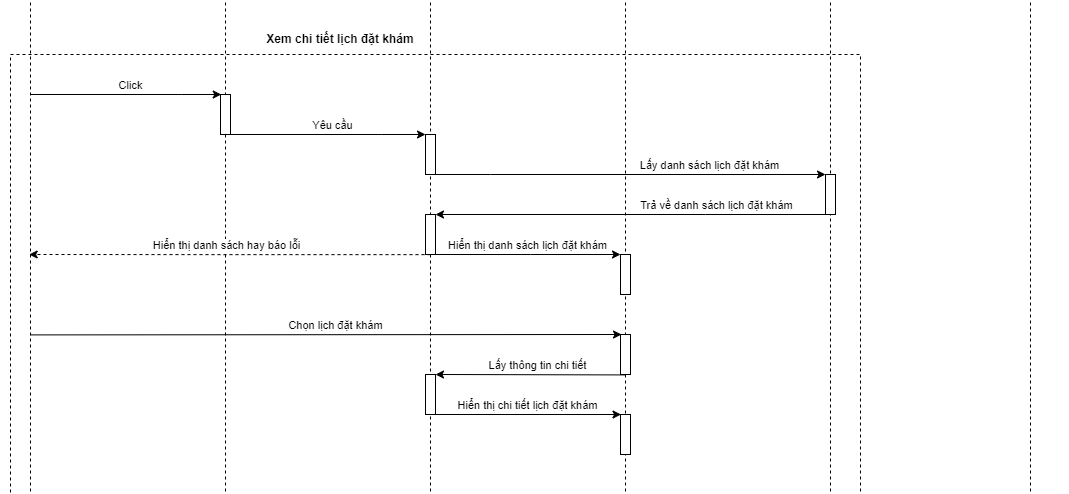 Xem chi tiết lịch đặt khám
Click
Yêu cầu
Lấy danh sách lịch đặt khám
Trả về danh sách lịch đặt khám
Hiển thị danh sách hay báo lỗi
Hiển thị danh sách lịch đặt khám
Chọn lịch đặt khám
Lấy thông tin chi tiết
Hiển thị chi tiết lịch đặt khám